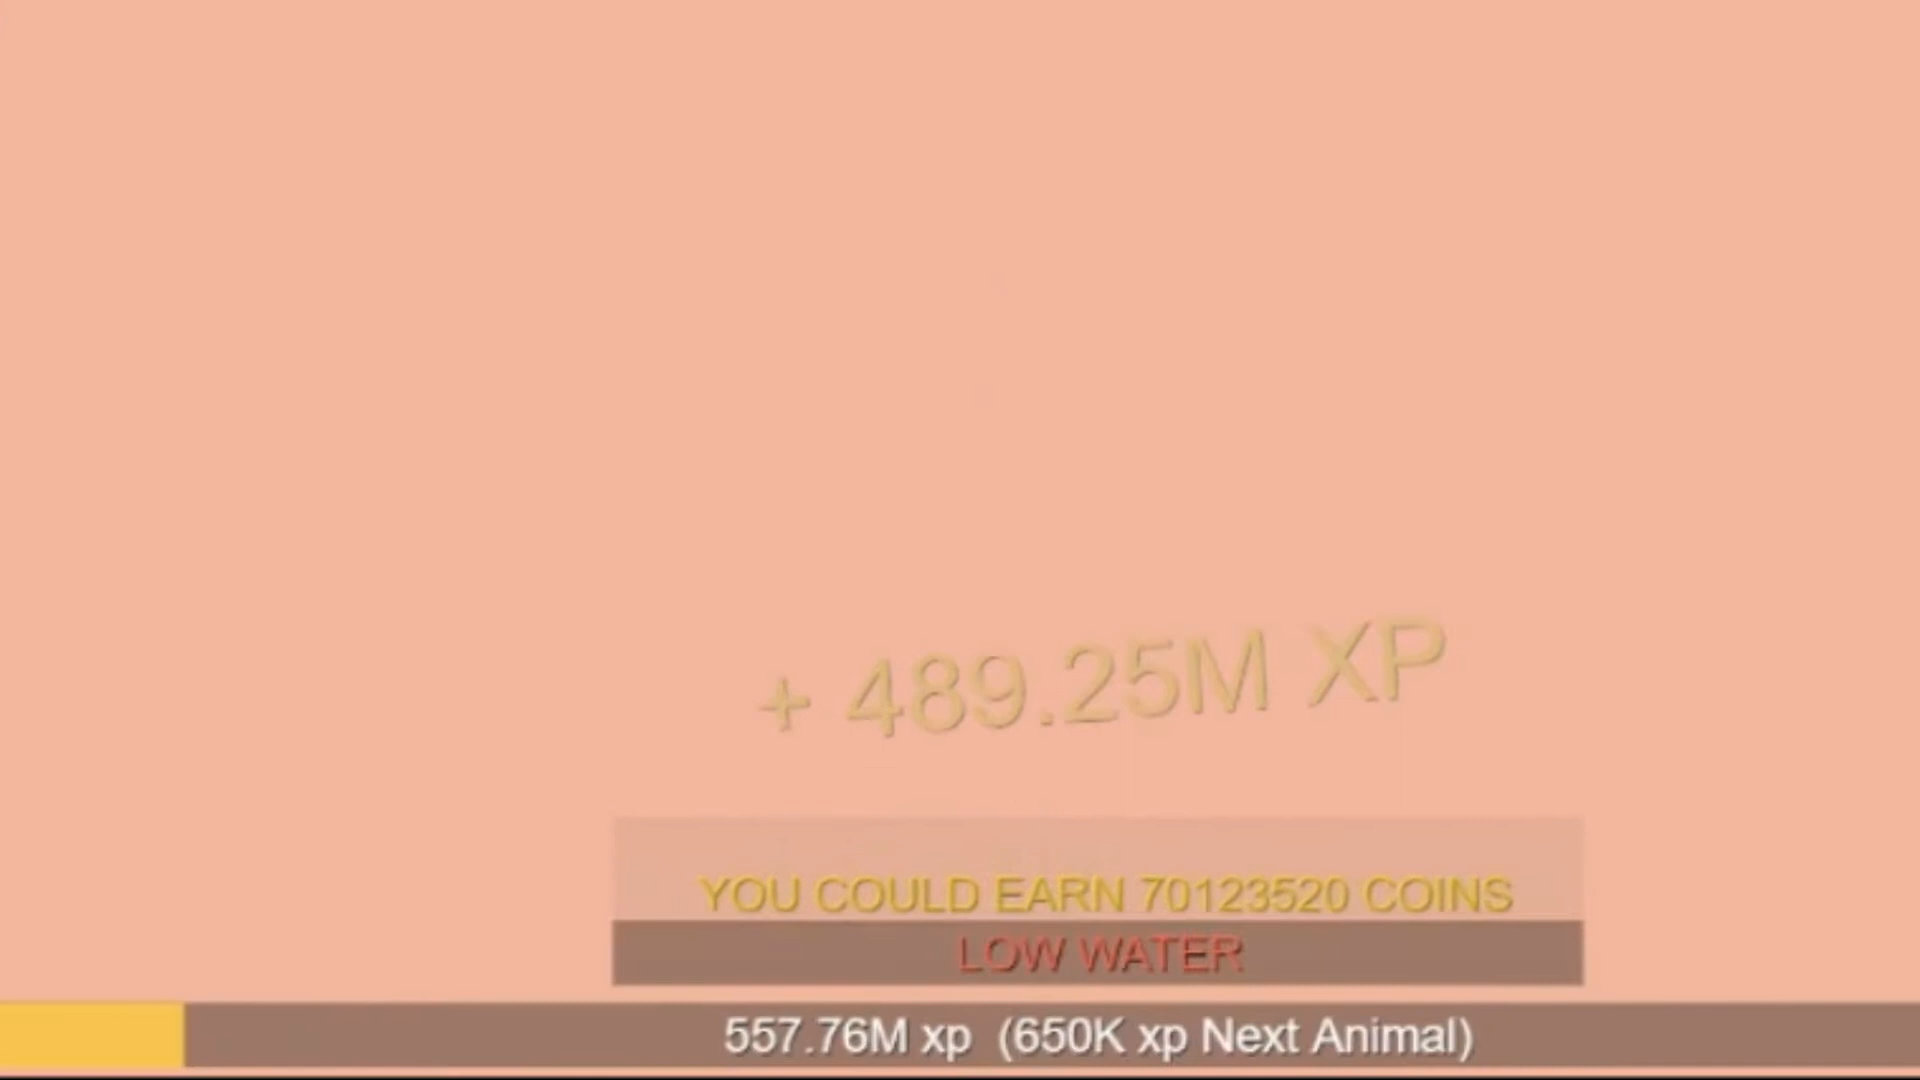 + 489.25M XP
YOU COULD EARN 70123520 COINS
LOW WATER
557.76M xp (650K xp Next Animal)